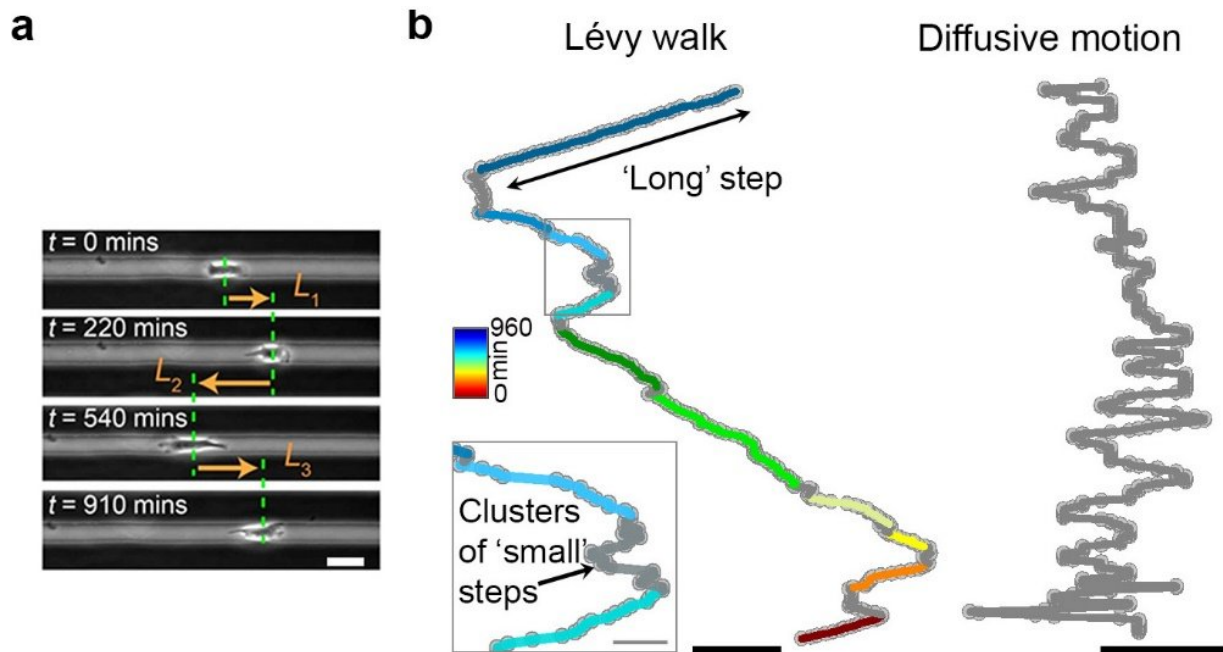 a
t = 0 mins
L1
t = 220 mins
L2
t = 540 mins
L3
t = 910 mins
b
Lévy walk
Diffusive motion
‘Long’ step
960
min
0
Clusters
of ‘small’
steps